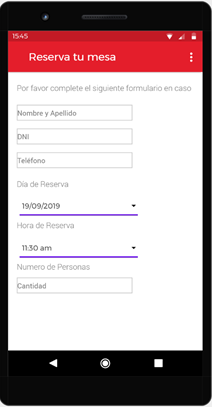 15:45
Reserva tu mesa
Por favor complete el siguiente formulario en caso
Nombre y Apellido
DNI
Teléfono
Día de Reserva
19/09/2019
Hora de Reserva
11:30 am
Numero de Personas
Cantidad